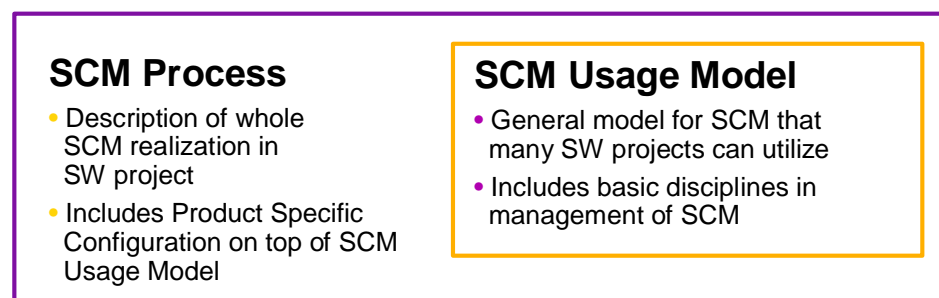 SCM Process
• Description of whole
SCM realization in
SW project
• Includes Product Specific
Configuration on top of SCM
Usage Model
SCM Usage Model
• General model for SCM that
many SW projects can utilize
• Includes basic disciplines in
management of SCM